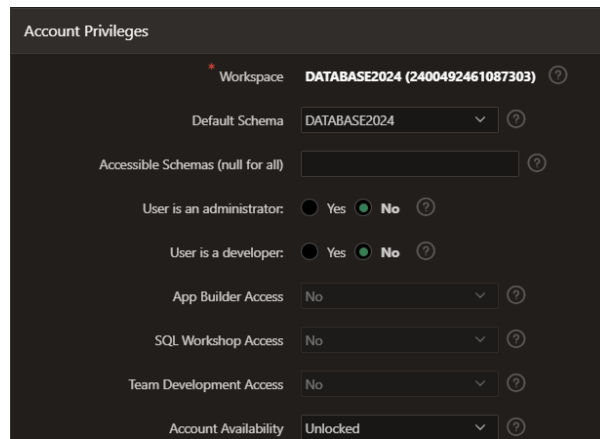 Account Privileges
* Workspace DATABASE2024 (2400492461087303) ?
Default Schema DATABASE2024 ?
Accessible Schemas (null for all) ?
User is an administrator: Yes No ?
User is a developer: Yes No ?
App Builder Access No ?
SQL Workshop Access No ?
Team Development Access No ?
Account Availability Unlocked ?